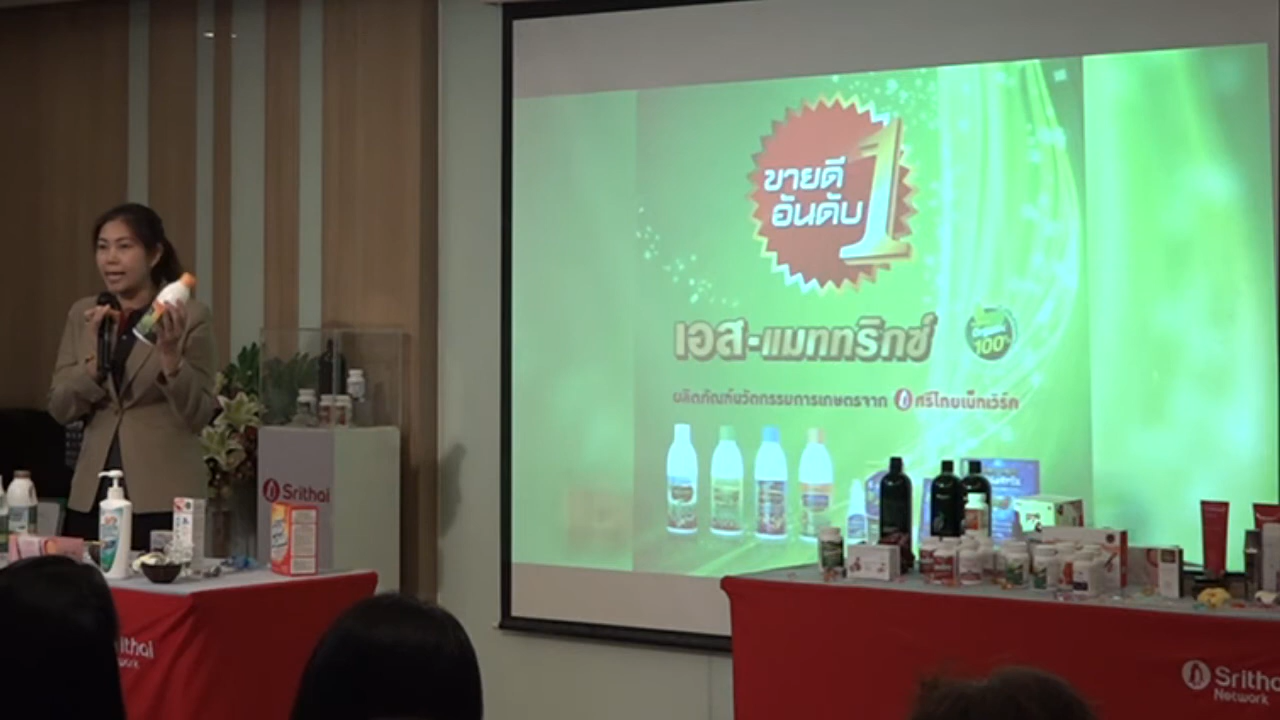 ขายดี
อันดับ 1
เอส-แมททริกซ์
Organic
100%
ผลิตภัณฑ์นวัตกรรมการเกษตรจาก ศรีไทยเน็ทเวิร์ค
Srithai
Srithai
Network
rithai
work